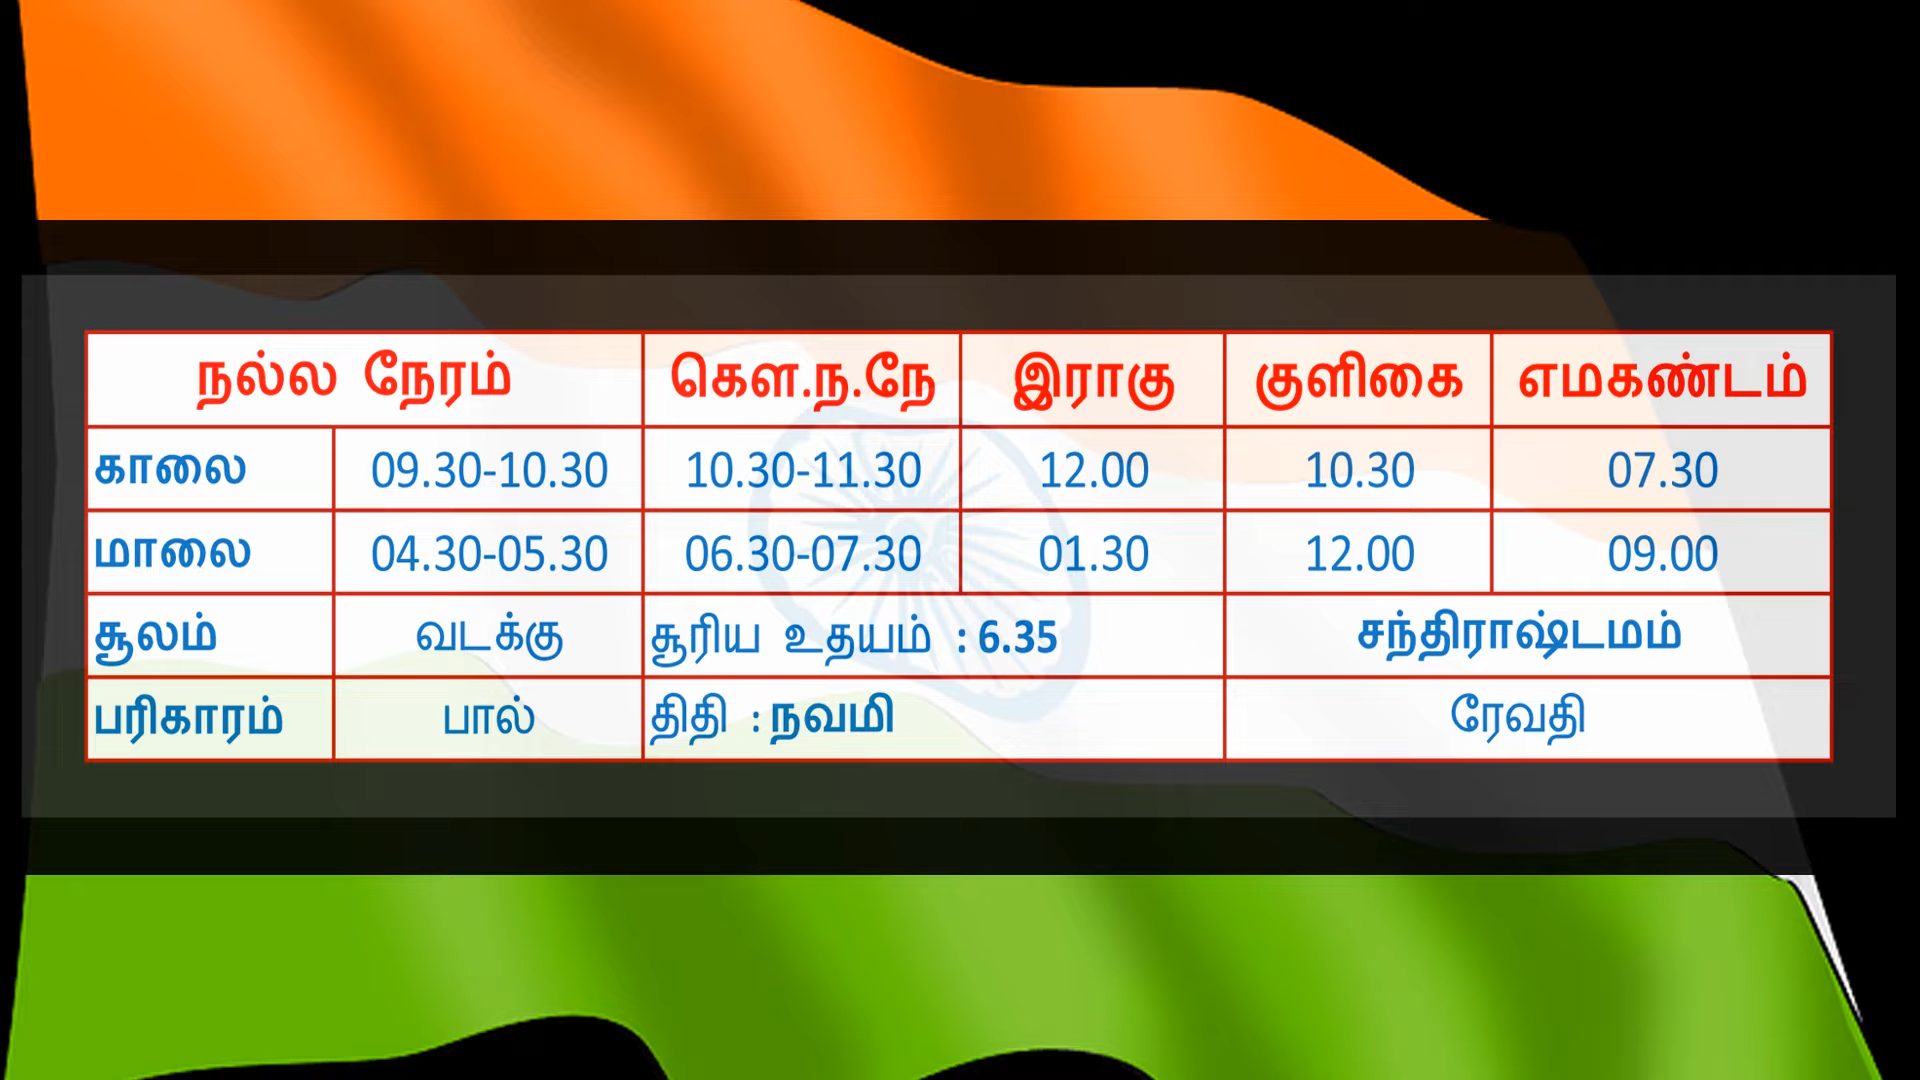 நல்ல நேரம் கௌ.ந.நே இராகு குளிகை எமகண்டம்
காலை 09.30-10.30 10.30-11.30 12.00 10.30 07.30
மாலை 04.30-05.30 06.30-07.30 01.30 12.00 09.00
சூலம் வடக்கு சூரிய உதயம் : 6.35 சந்திராஷ்டமம்
பரிகாரம் பால் திதி : நவமி ரேவதி